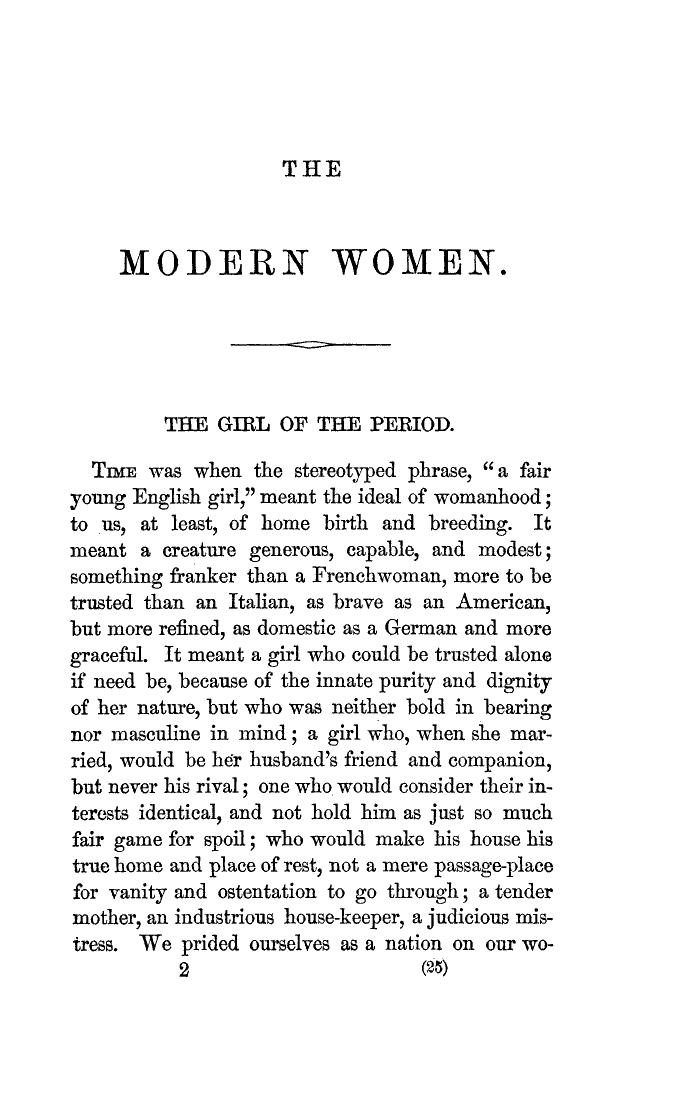 THE
MODERN WOMEN.
THE GIRL OF THE PERIOD.
TIME was when the stereotyped phrase, "a fair
young English girl," meant the ideal of womanhood;
to us, at least, of home birth and breeding. It
meant a creature generous, capable, and modest;
something franker than a Frenchwoman, more to be
trusted than an Italian, as brave as an American,
but more refined, as domestic as a German and more
graceful. It meant a girl who could be trusted alone
if need be, because of the innate purity and dignity
of her nature, but who was neither bold in bearing
nor masculine in mind; a girl who, when she mar-
ried, would be her husband's friend and companion,
but never his rival; one who would consider their in-
terests identical, and not hold him as just so much
fair game for spoil; who would make his house his
true home and place of rest, not a mere passage-place
for vanity and ostentation to go through; a tender
mother, an industrious house-keeper, a judicious mis-
tress. We prided ourselves as a nation on our wo-
2 (25)